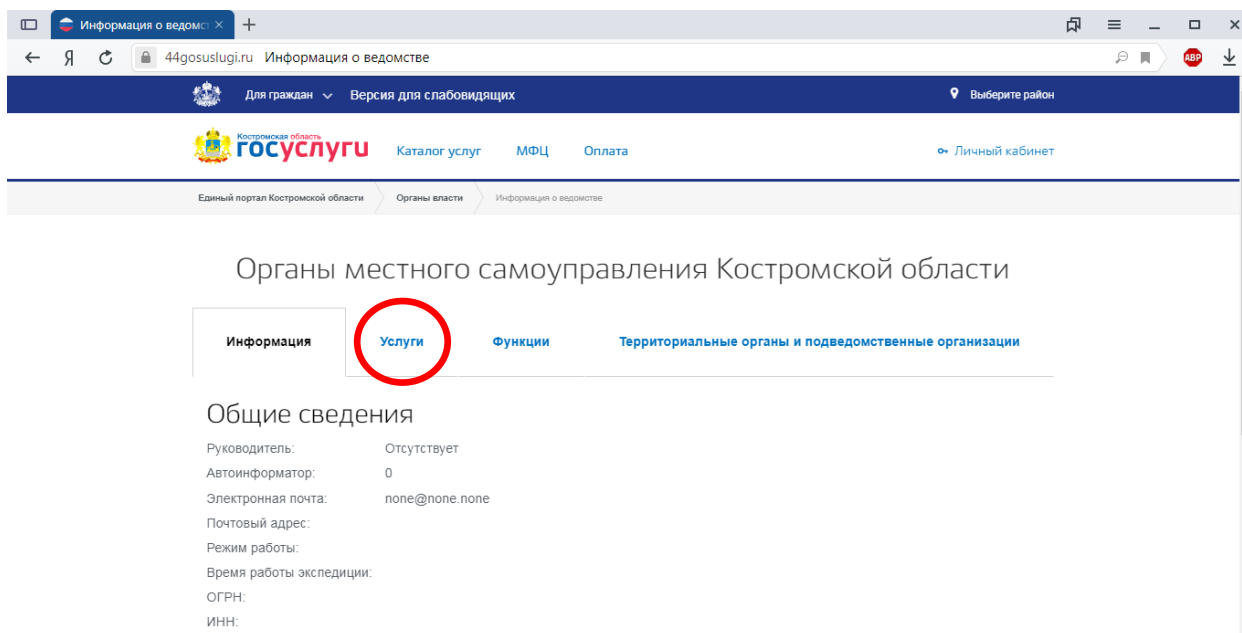 Информация о ведомст
Я 44gosuslugi.ru Информация о ведомстве ABP
Для граждан Версия для слабовидящих Выберите район
Костромская область
госуслуги Каталог услуг МФЦ Оплата Личный кабинет
Единый портал Костромской области Органы власти Информация о ведомстве
Органы местного самоуправления Костромской области
Информация Услуги Функции Территориальные органы и подведомственные организации
Общие сведения
Руководитель: Отсутствует
Автоинформатор: 0
Электронная почта: none@none.none
Почтовый адрес:
Режим работы:
Время работы экспедиции:
ОГРН:
ИНН: